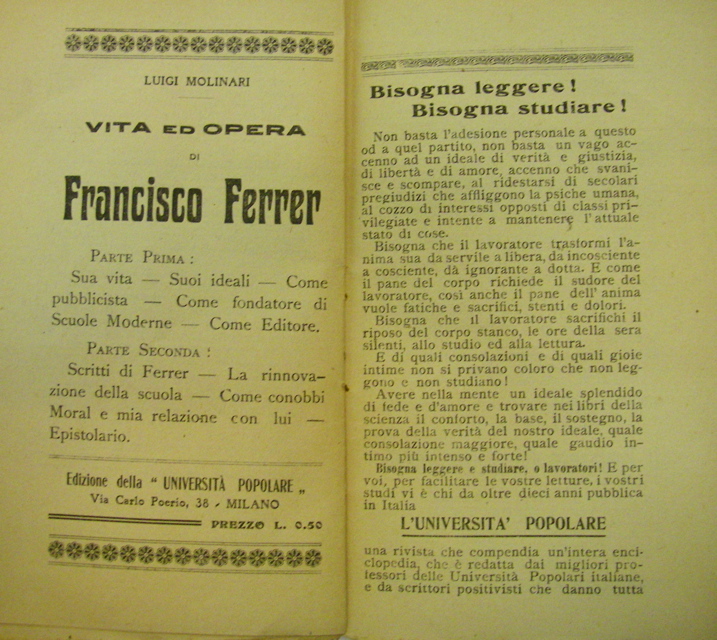 LUIGI MOLINARI
VITA ED OPERA
DI
Francisco Ferrer
PARTE PRIMA :
Sua vita — Suoi ideali — Come
pubblicista — Come fondatore di
Scuole Moderne — Come Editore.
PARTE SECONDA :
Scritti di Ferrer — La rinnova-
zione della scuola — Come conobbi
Moral e mia relazione con lui —
Epistolario.
Edizione della “ UNIVERSITÀ POPOLARE „
Via Carlo Poerio, 38 - MILANO
PREZZO L. 0.50
Bisogna leggere !
Bisogna studiare !
Non basta l'adesione personale a questo
od a quel partito, non basta un vago ac-
cenno ad un ideale di verità e giustizia,
di libertà e di amore, accenno che svani-
sce e scompare, al ridestarsi di secolari
pregiudizi che affliggono la psiche umana,
al cozzo di interessi opposti di classi pri-
vilegiate e intente a mantenere l'attuale
stato di cose.
Bisogna che il lavoratore trasformi l'a-
nima sua da servile a libera, da incosciente
a cosciente, da ignorante a dotta. E come
il pane del corpo richiede il sudore del
lavoratore, così anche il pane dell' anima
vuole fatiche e sacrifici, stenti e dolori.
Bisogna che il lavoratore sacrifichi il
riposo del corpo stanco, le ore della sera
silenti, allo studio ed alla lettura.
E di quali consolazioni e di quali gioie
intime non si privano coloro che non leg-
gono e non studiano !
Avere nella mente un ideale splendido
di fede e d'amore e trovare nei libri della
scienza il conforto, la base, il sostegno, la
prova della verità del nostro ideale, quale
consolazione maggiore, quale gaudio in-
timo più intenso e forte!
Bisogna leggere e studiare, o lavoratori! E per
voi, per facilitare le vostre letture, i vostri
studi vi è chi da oltre dieci anni pubblica
in Italia
L'UNIVERSITA' POPOLARE
una rivista che compendia un'intera enci-
clopedia, che è redatta dai migliori pro-
fessori delle Università Popolari italiane,
e da scrittori positivisti che danno tutta